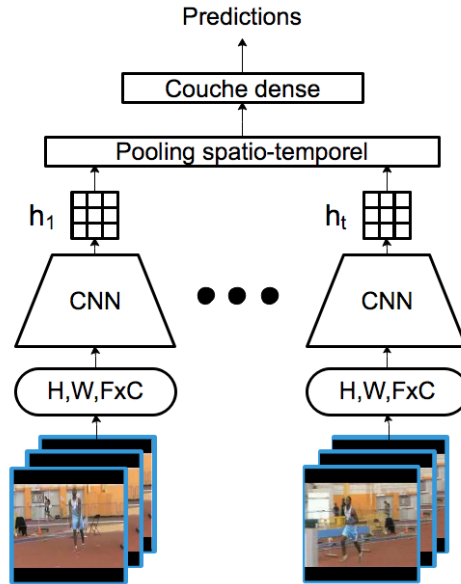 Predictions
Couche dense
Pooling spatio-temporel
h1
ht
CNN
CNN
H,W,FxC
H,W,FxC